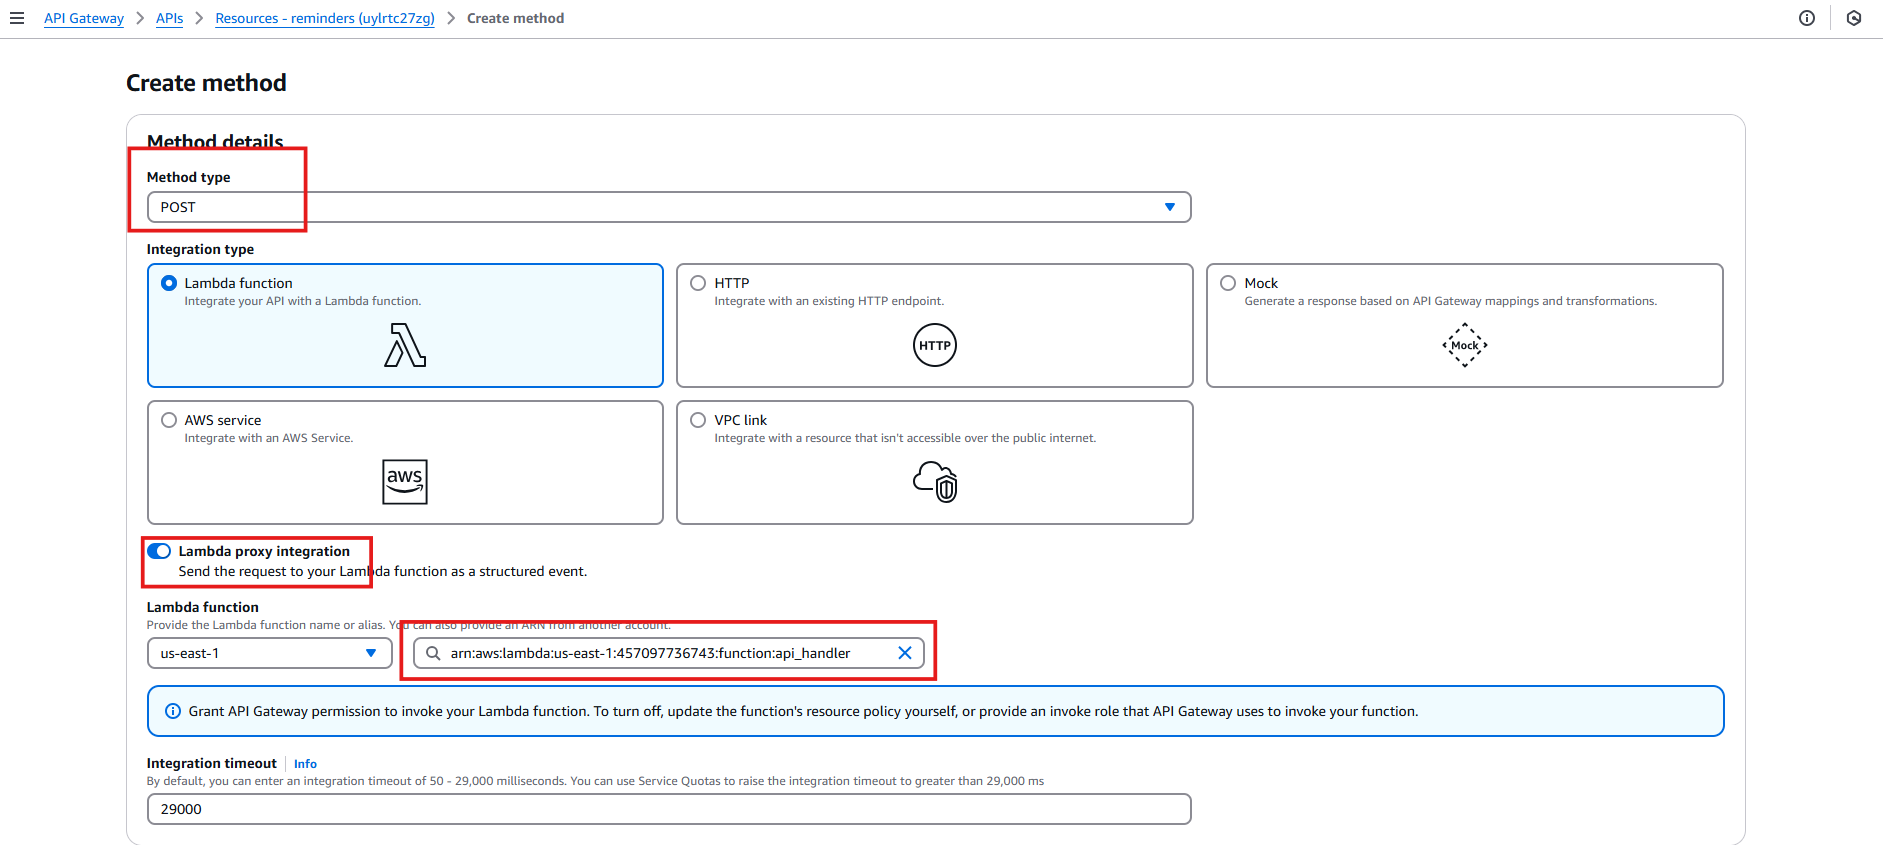 API Gateway > APIs > Resources - reminders (uylrtc27zg) > Create method
Create method
Method details
Method type
POST
Integration type
Lambda function
Integrate your API with a Lambda function.
HTTP
Integrate with an existing HTTP endpoint.
HTTP
Mock
Generate a response based on API Gateway mappings and transformations.
Mock
AWS service
Integrate with an AWS Service.
aws
VPC link
Integrate with a resource that isn't accessible over the public internet.
Lambda proxy integration
Send the request to your Lambda function as a structured event.
Lambda function
Provide the Lambda function name or alias. You can also provide an ARN from another account.
us-east-1
arn:aws:lambda:us-east-1:457097736743:function:api_handler
Grant API Gateway permission to invoke your Lambda function. To turn off, update the function's resource policy yourself, or provide an invoke role that API Gateway uses to invoke your function.
Integration timeout
Info
By default, you can enter an integration timeout of 50 - 29,000 milliseconds. You can use Service Quotas to raise the integration timeout to greater than 29,000 ms
29000